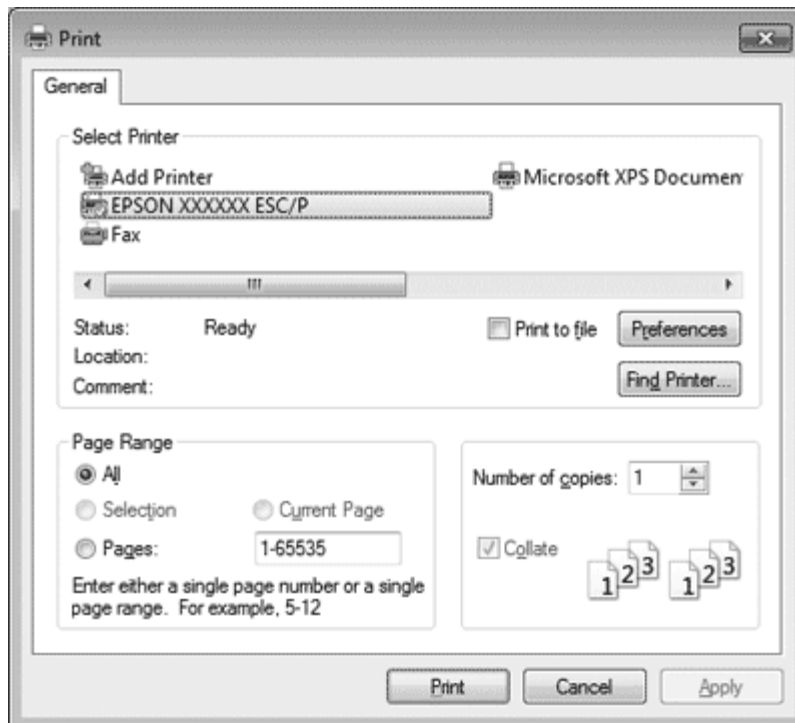 Print
General
Select Printer
Add Printer
Microsoft XPS Documen
EPSON XXXXXX ESC/P
Fax
Status: Ready
Print to file
Preferences
Location:
Comment:
Find Printer...
Page Range
All
Selection
Current Page
Pages: 1-65535
Enter either a single page number or a single
page range. For example, 5-12
Number of copies: 1
Collate
1 2 3 1 2 3
Print
Cancel
Apply